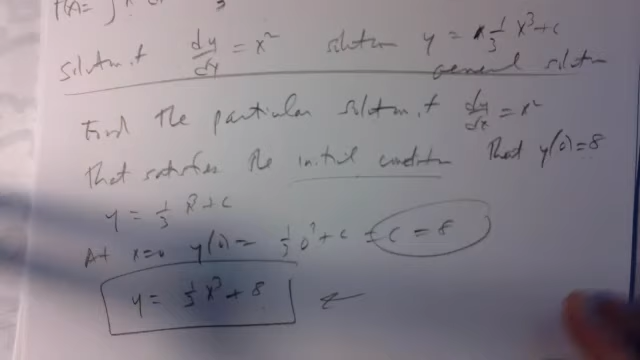 f(x) = ∫
solution of dy/dx = x² solution y = 1/3 x³ + c
general solution
Find the particular solution of dy/dx = x²
that satisfies the initial condition that y(0) = 8
y = 1/3 x³ + c
At x=0 y(0) = 1/3 0³ + c = c = 8
y = 1/3 x³ + 8 ←